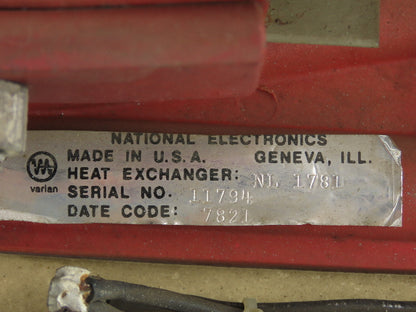 NATIONAL ELECTRONICS
MADE IN U.S.A. GENEVA, ILL.
HEAT EXCHANGER: NL 1781
SERIAL NO. 11794
DATE CODE: 7821
varian